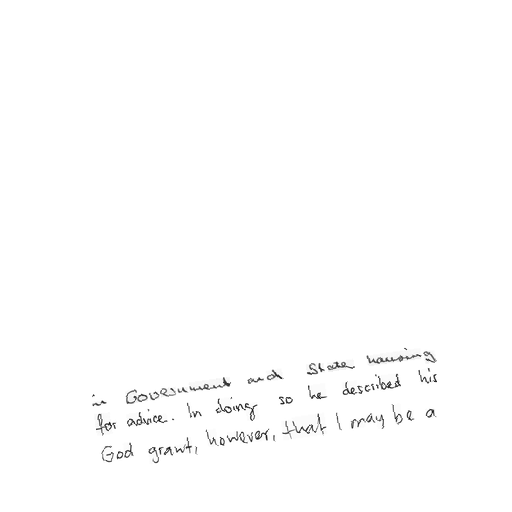 in Government and State housing
for advice. In doing so he described his
God grant, however, that I may be a